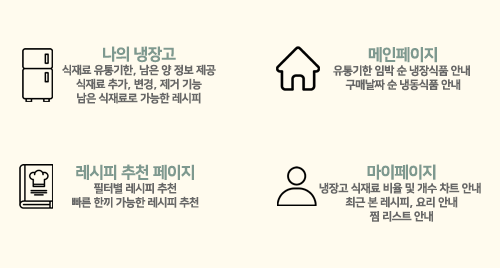 나의 냉장고
식재료 유통기한, 남은 양 정보 제공
식재료 추가, 변경, 제거 기능
남은 식재료로 가능한 레시피
메인페이지
유통기한 임박 순 냉장식품 안내
구매날짜 순 냉동식품 안내
레시피 추천 페이지
필터별 레시피 추천
빠른 한끼 가능한 레시피 추천
마이페이지
냉장고 식재료 비율 및 개수 차트 안내
최근 본 레시피, 요리 안내
찜 리스트 안내